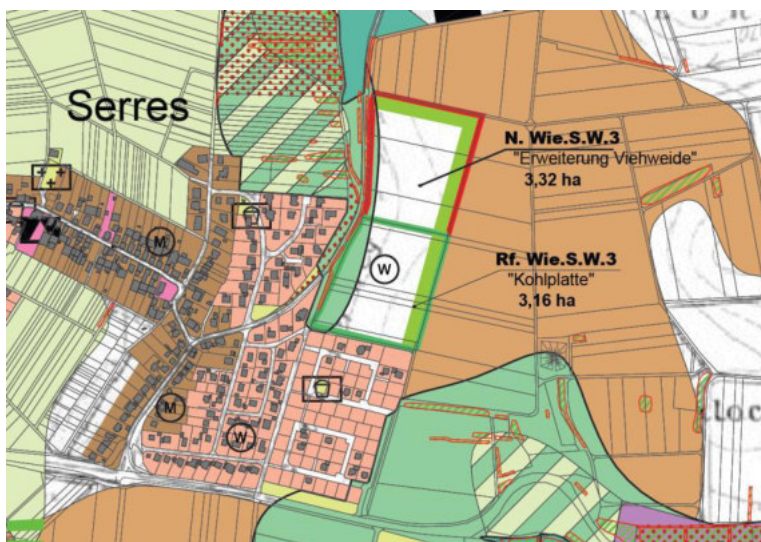 Serres
N. Wie.S.W.3
"Erweiterung Viehweide"
3,32 ha
M
W
Rf. Wie.S.W.3
"Kohlplatte"
3,16 ha
M
W